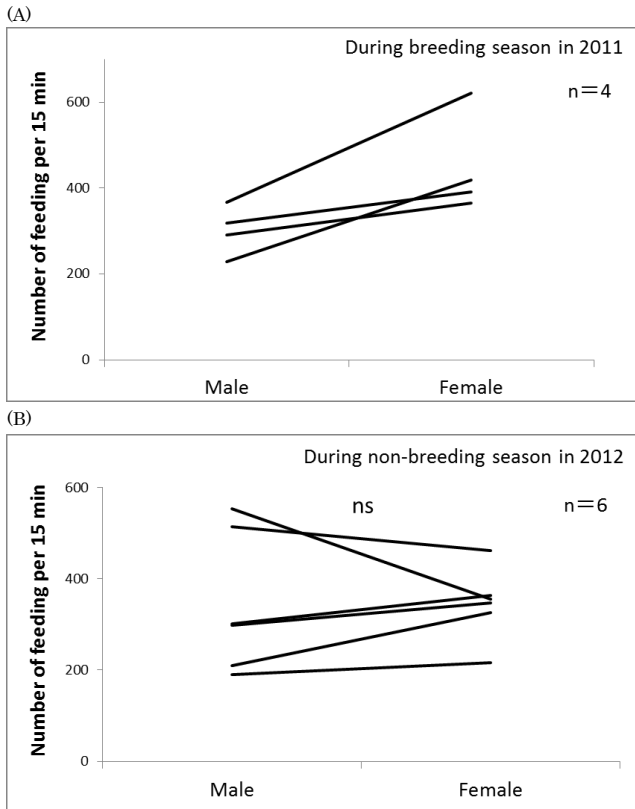 (A)
During breeding season in 2011
n＝4
Number of feeding per 15 min
600
400
200
0
Male Female
(B)
During non-breeding season in 2012
ns n＝6
Number of feeding per 15 min
600
400
200
0
Male Female